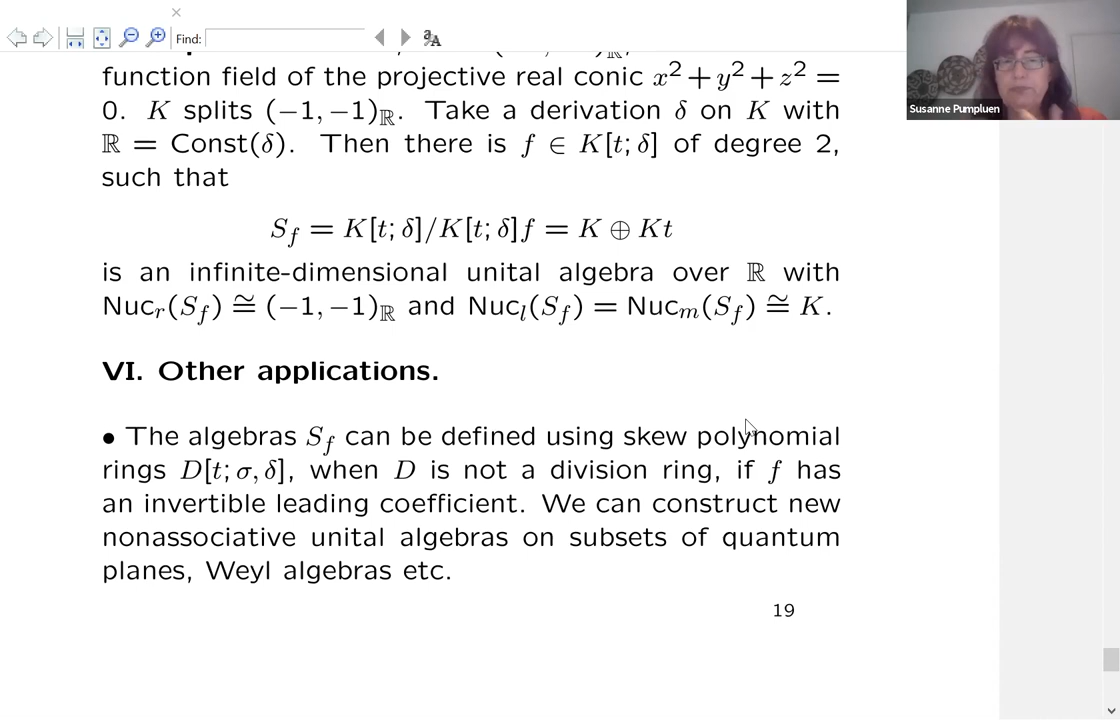 Find:
Susanne Pumpluen
function field of the projective real conic x² + y² + z² =
0. K splits (−1, −1)_ℝ. Take a derivation δ on K with
ℝ = Const(δ). Then there is f ∈ K[t; δ] of degree 2,
such that
S_f = K[t; δ]/K[t; δ]f = K ⊕ Kt
is an infinite-dimensional unital algebra over ℝ with
Nuc_r(S_f) ≅ (−1, −1)_ℝ and Nuc_l(S_f) = Nuc_m(S_f) ≅ K.
VI. Other applications.
• The algebras S_f can be defined using skew polynomial
rings D[t; σ, δ], when D is not a division ring, if f has
an invertible leading coefficient. We can construct new
nonassociative unital algebras on subsets of quantum
planes, Weyl algebras etc.
19